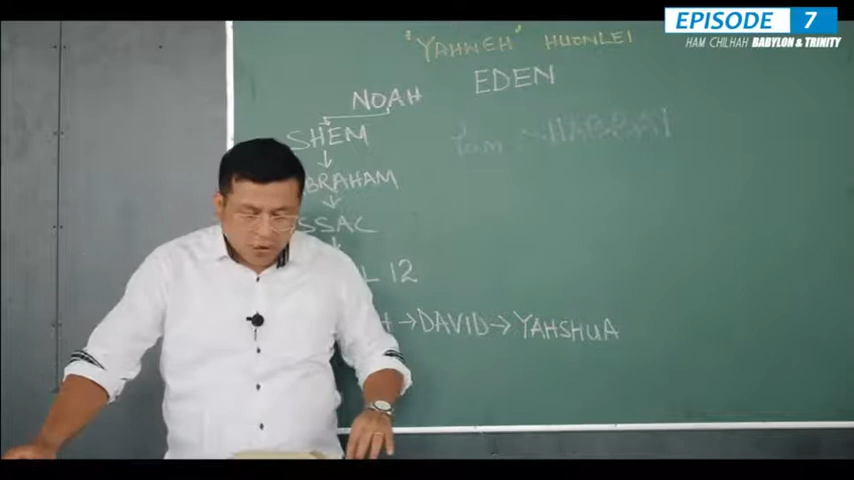 EPISODE 7
HAM CHILHAH BABYLON & TRINITY
"YAHWEH" HUONLEI
EDEN
NOAH
SHEM
BRAHAM
SSAC
L 12
H → DAVID → YAHSHUA